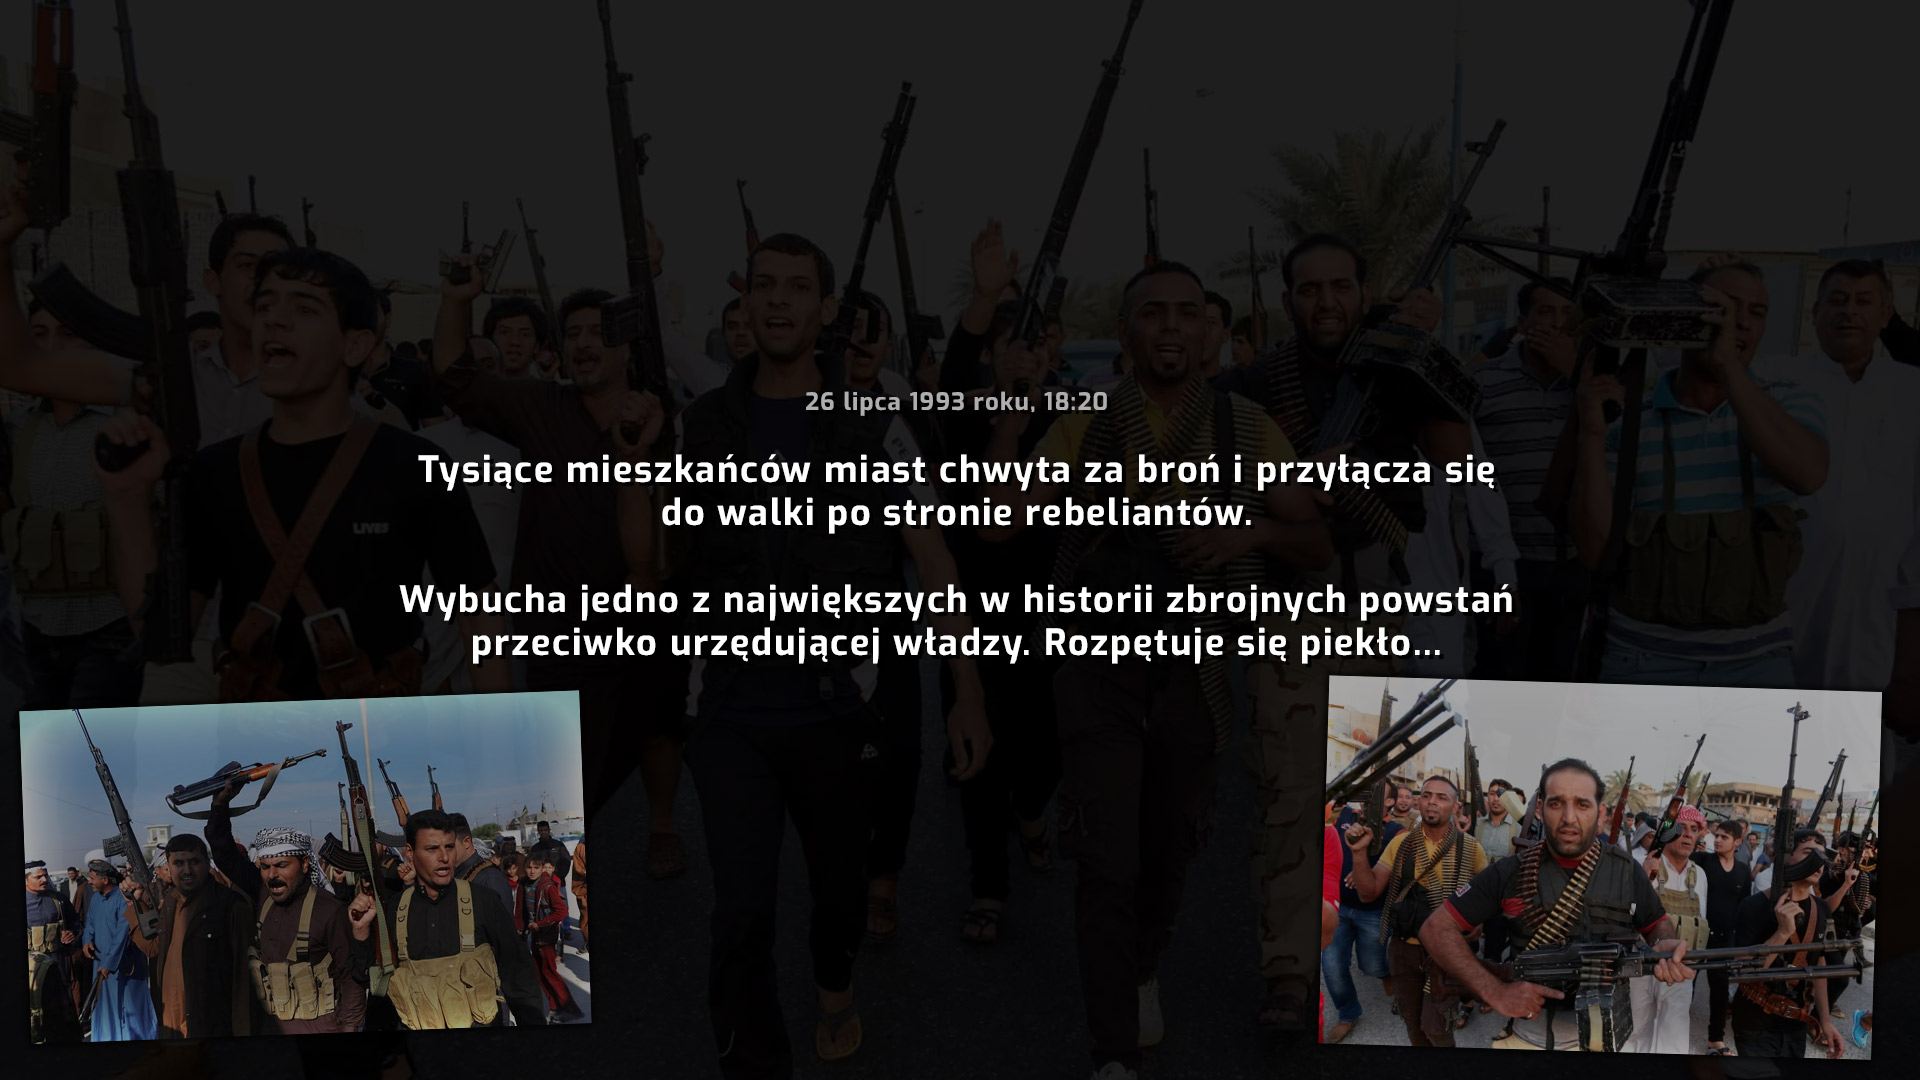 26 lipca 1993 roku, 18:20
Tysiące mieszkańców miast chwyta za broń i przyłącza się
do walki po stronie rebeliantów.
Wybucha jedno z największych w historii zbrojnych powstań
przeciwko urzędującej władzy. Rozpętuje się piekło...
LIVES